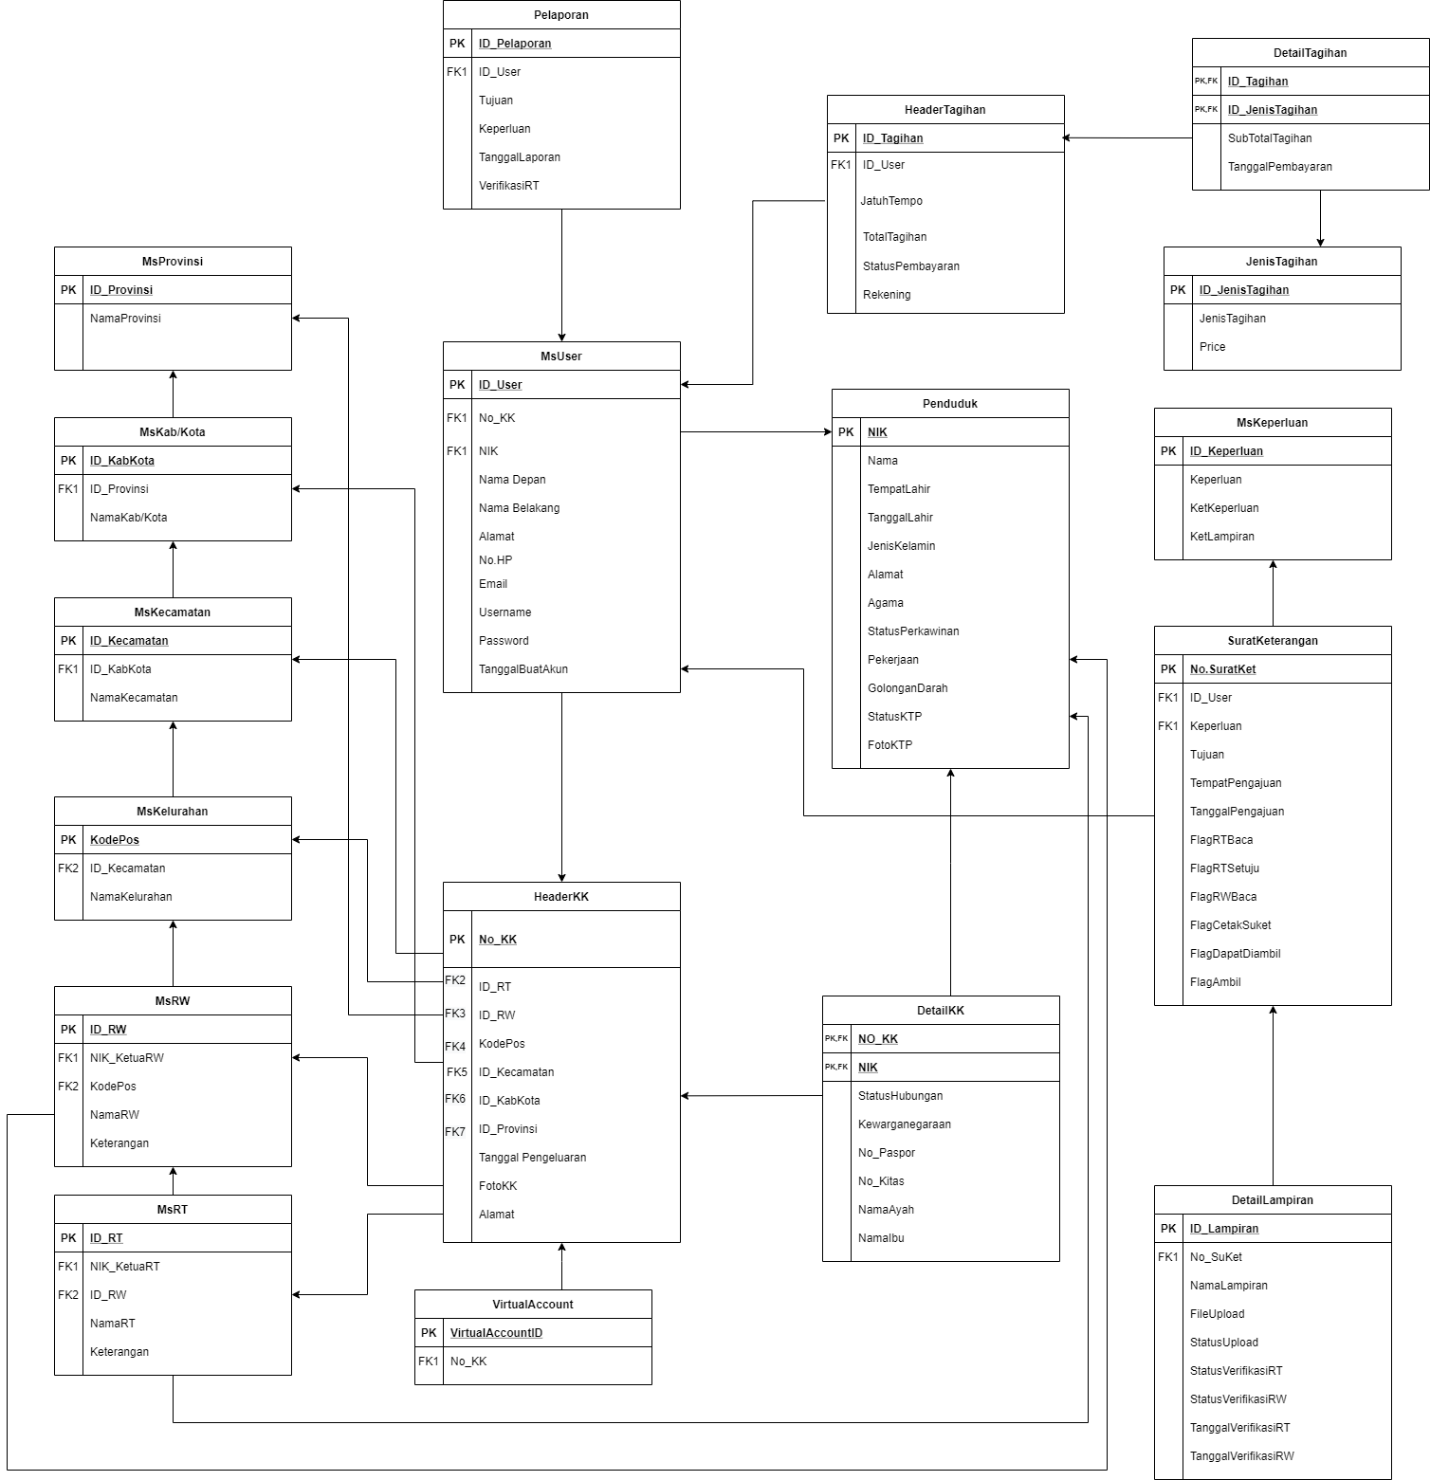 Pelaporan
PK ID_Pelaporan
FK1 ID_User
Tujuan
Keperluan
TanggalLaporan
VerifikasiRT
DetailTagihan
PK,FK ID_Tagihan
PK,FK ID_JenisTagihan
SubTotalTagihan
TanggalPembayaran
HeaderTagihan
PK ID_Tagihan
FK1 ID_User
JatuhTempo
TotalTagihan
StatusPembayaran
Rekening
JenisTagihan
PK ID_JenisTagihan
JenisTagihan
Price
MsProvinsi
PK ID_Provinsi
NamaProvinsi
MsUser
PK ID_User
FK1 No_KK
FK1 NIK
Nama Depan
Nama Belakang
Alamat
No.HP
Email
Username
Password
TanggalBuatAkun
Penduduk
PK NIK
Nama
TempatLahir
TanggalLahir
JenisKelamin
Alamat
Agama
StatusPerkawinan
Pekerjaan
GolonganDarah
StatusKTP
FotoKTP
MsKeperluan
PK ID_Keperluan
Keperluan
KetKeperluan
KetLampiran
MsKab/Kota
PK ID_KabKota
FK1 ID_Provinsi
NamaKab/Kota
MsKecamatan
PK ID_Kecamatan
FK1 ID_KabKota
NamaKecamatan
SuratKeterangan
PK No.SuratKet
FK1 ID_User
FK1 Keperluan
Tujuan
TempatPengajuan
TanggalPengajuan
FlagRTBaca
FlagRTSetuju
FlagRWBaca
FlagCetakSuket
FlagDapatDiambil
FlagAmbil
MsKelurahan
PK KodePos
FK2 ID_Kecamatan
NamaKelurahan
HeaderKK
PK No_KK
FK2 ID_RT
FK3 ID_RW
FK4 KodePos
FK5 ID_Kecamatan
FK6 ID_KabKota
FK7 ID_Provinsi
Tanggal Pengeluaran
FotoKK
Alamat
MsRW
PK ID_RW
FK1 NIK_KetuaRW
FK2 KodePos
NamaRW
Keterangan
DetailKK
PK,FK NO_KK
PK,FK NIK
StatusHubungan
Kewarganegaraan
No_Paspor
No_Kitas
NamaAyah
NamaIbu
MsRT
PK ID_RT
FK1 NIK_KetuaRT
FK2 ID_RW
NamaRT
Keterangan
VirtualAccount
PK VirtualAccountID
FK1 No_KK
DetailLampiran
PK ID_Lampiran
FK1 No_SuKet
NamaLampiran
FileUpload
StatusUpload
StatusVerifikasiRT
StatusVerifikasiRW
TanggalVerifikasiRT
TanggalVerifikasiRW